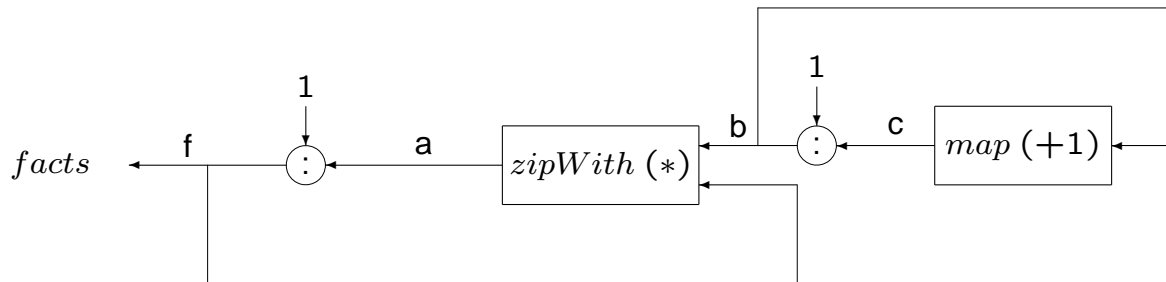 1 1
f a b c
facts : zipWith (∗) : map (+1)